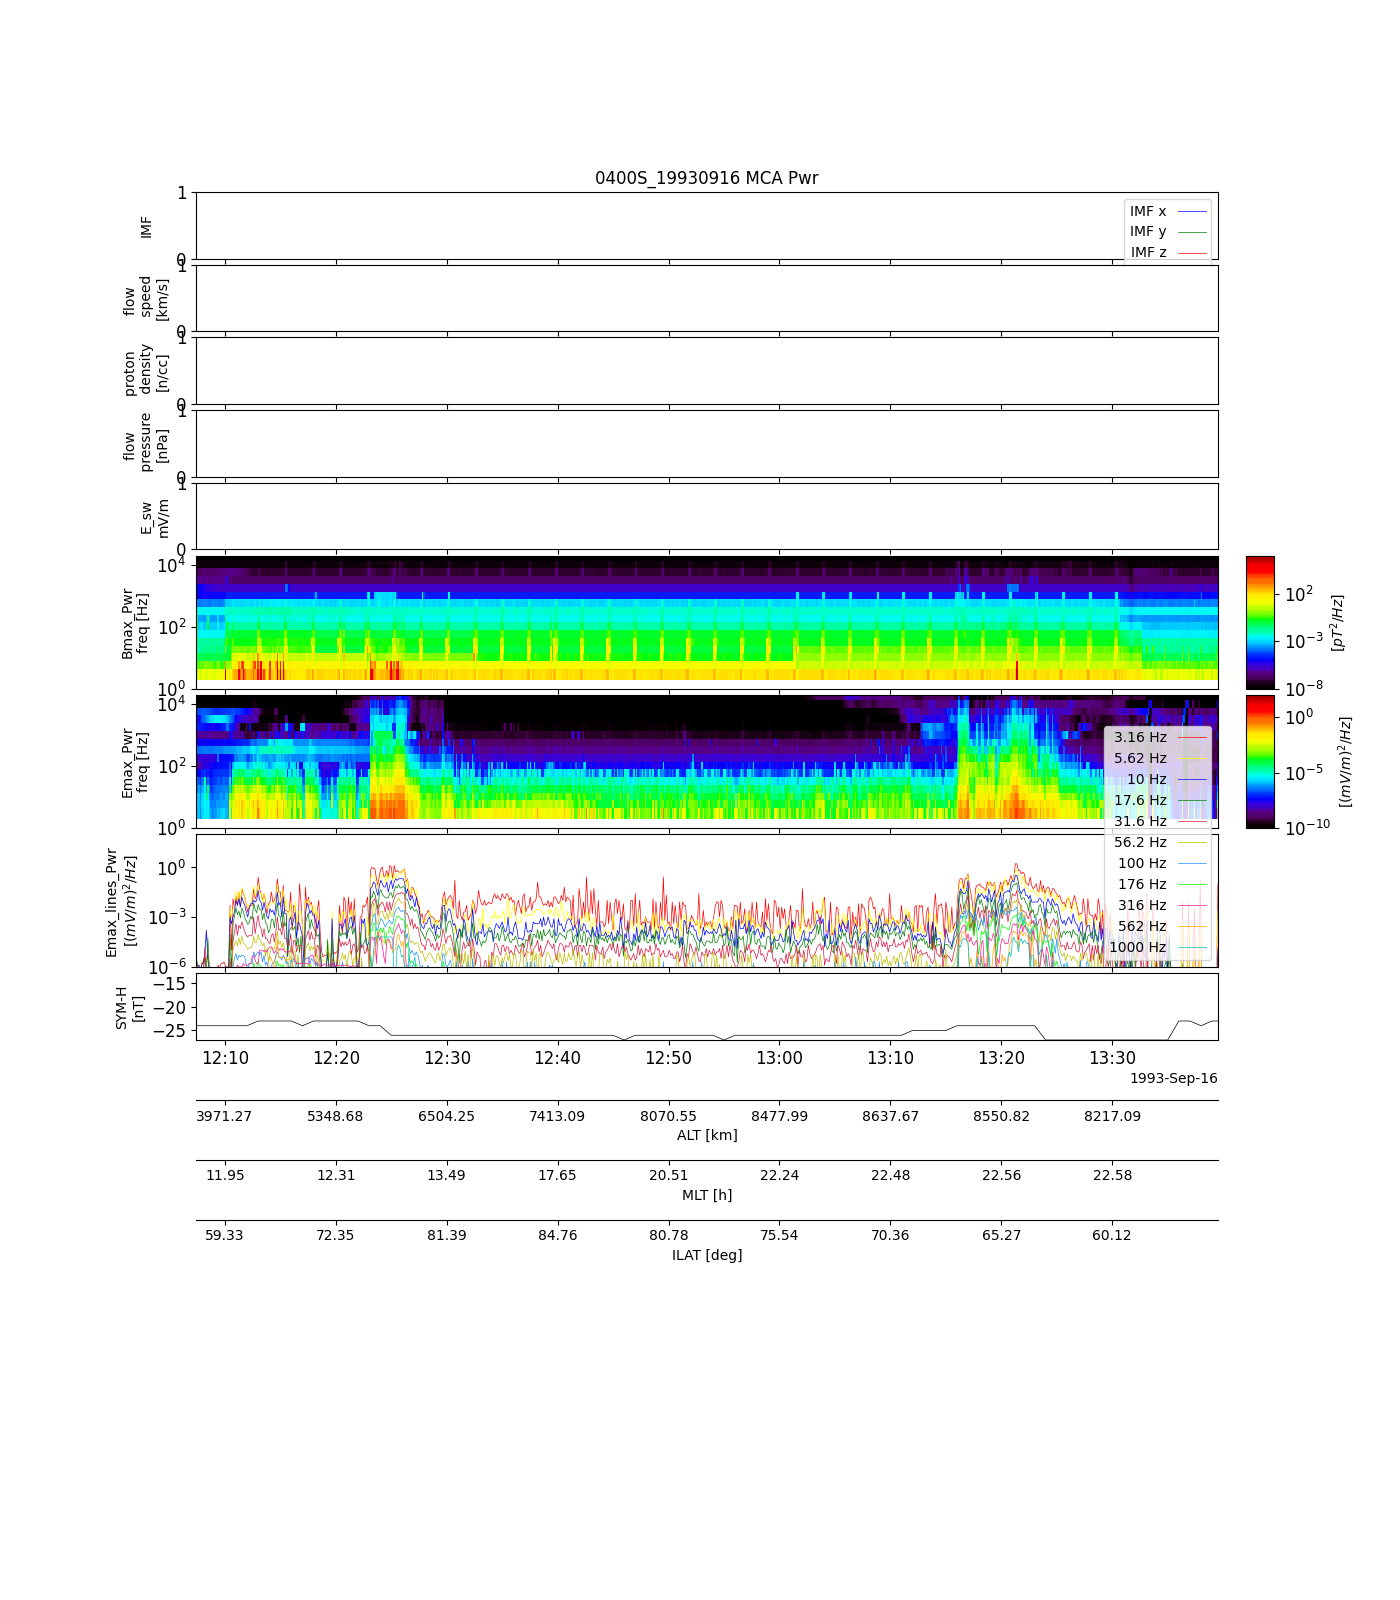 0400S_19930916 MCA Pwr
IMF
1
0
IMF x
IMF y
IMF z
flow
speed
[km/s]
1
0
proton
density
[n/cc]
1
0
flow
pressure
[nPa]
1
0
E_sw
mV/m
1
0
Bmax_Pwr
freq [Hz]
10^4
10^2
10^0
10^2
10^-3
10^-8
[pT^2/Hz]
Emax_Pwr
freq [Hz]
10^4
10^2
10^0
10^0
10^-5
10^-10
[(mV/m)^2/Hz]
3.16 Hz
5.62 Hz
10 Hz
17.6 Hz
31.6 Hz
56.2 Hz
100 Hz
176 Hz
316 Hz
562 Hz
1000 Hz
Emax_lines_Pwr
[(mV/m)^2/Hz]
10^0
10^-3
10^-6
SYM-H
[nT]
−15
−20
−25
12:10 12:20 12:30 12:40 12:50 13:00 13:10 13:20 13:30
1993-Sep-16
3971.27 5348.68 6504.25 7413.09 8070.55 8477.99 8637.67 8550.82 8217.09
ALT [km]
11.95 12.31 13.49 17.65 20.51 22.24 22.48 22.56 22.58
MLT [h]
59.33 72.35 81.39 84.76 80.78 75.54 70.36 65.27 60.12
ILAT [deg]